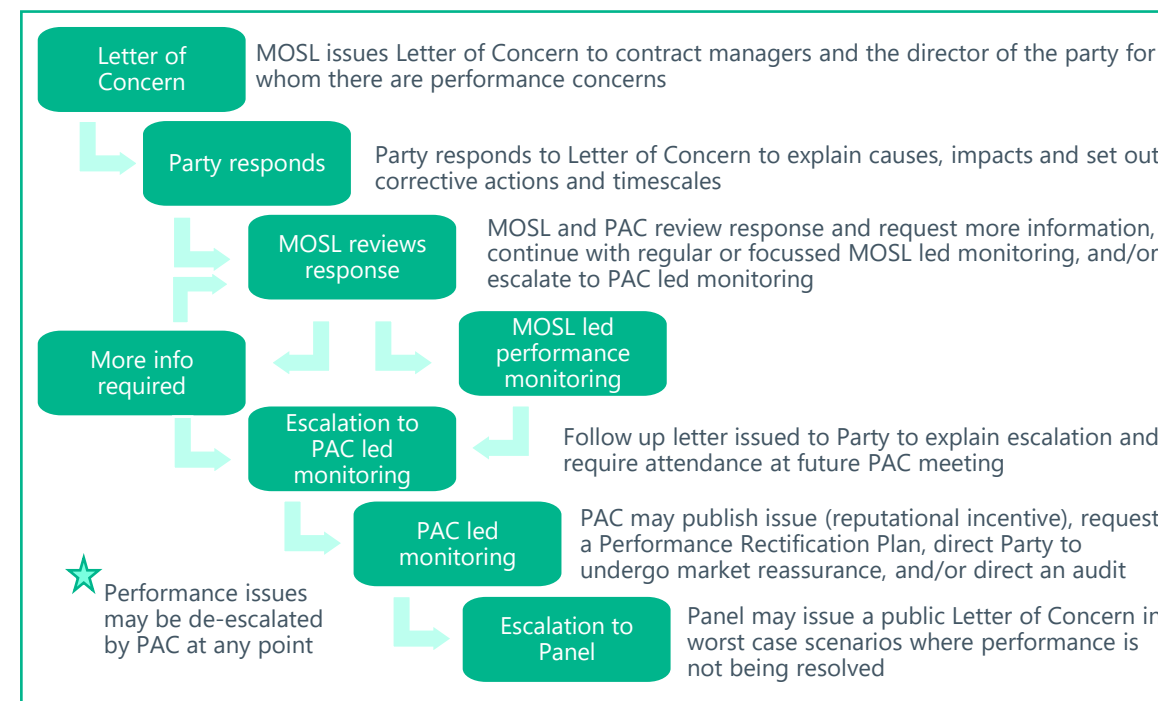 Letter of
Concern
MOSL issues Letter of Concern to contract managers and the director of the party for
whom there are performance concerns
Party responds
Party responds to Letter of Concern to explain causes, impacts and set out
corrective actions and timescales
MOSL reviews
response
MOSL and PAC review response and request more information,
continue with regular or focussed MOSL led monitoring, and/or
escalate to PAC led monitoring
More info
required
MOSL led
performance
monitoring
Escalation to
PAC led
monitoring
Follow up letter issued to Party to explain escalation and
require attendance at future PAC meeting
PAC led
monitoring
PAC may publish issue (reputational incentive), request
a Performance Rectification Plan, direct Party to
undergo market reassurance, and/or direct an audit
Performance issues
may be de-escalated
by PAC at any point
Escalation to
Panel
Panel may issue a public Letter of Concern in
worst case scenarios where performance is
not being resolved